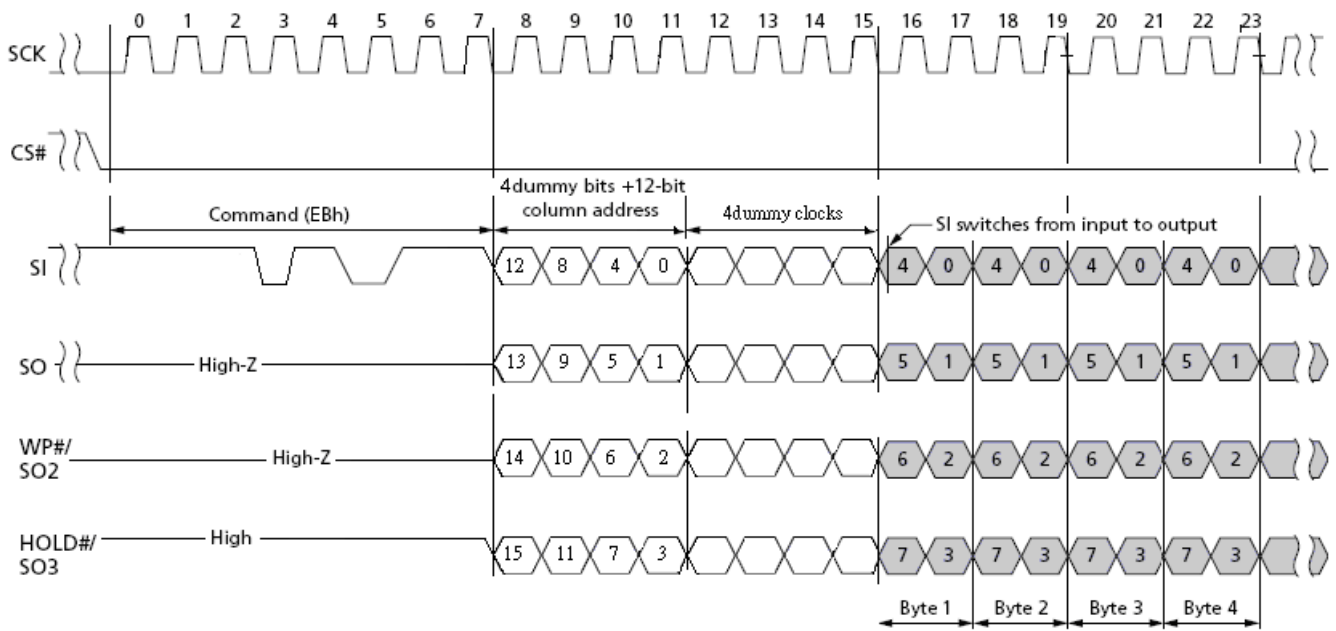 0 1 2 3 4 5 6 7 8 9 10 11 12 13 14 15 16 17 18 19 20 21 22 23
SCK
CS#
4dummy bits +12-bit
column address
Command (EBh)
4dummy clocks
SI switches from input to output
SI 12 8 4 0 4 0 4 0 4 0 4 0
SO High-Z 13 9 5 1 5 1 5 1 5 1 5 1
WP#/
SO2
High-Z 14 10 6 2 6 2 6 2 6 2 6 2
HOLD#/
SO3
High 15 11 7 3 7 3 7 3 7 3 7 3
Byte 1 Byte 2 Byte 3 Byte 4